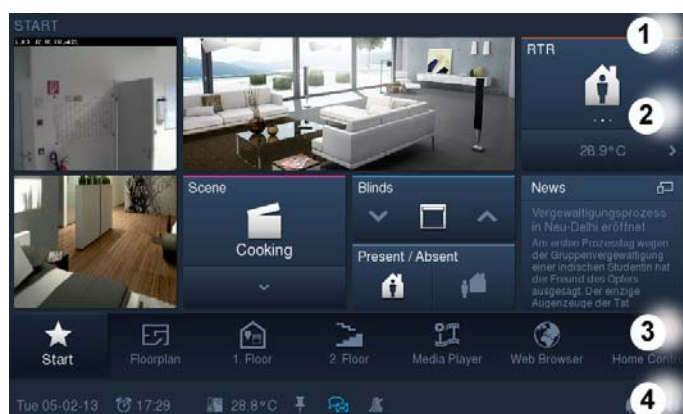 START
1
RTR
2
28.9°C
Scene
Cooking
Blinds
Present / Absent
News
Vergewaltigungsprozess
in Neu-Delhi eröffnet
Am ersten Prozesstag wegen
der Gruppenvergewaltigung
einer indischen Studentin hat
der Freund des Opfers
ausgesagt. Der einzige
Augenzeuge der Tat
Start
Floorplan
1. Floor
2. Floor
Media Player
Web Browser
3
Home Contro
Tue 05-02-13
17:29
28.8°C
4